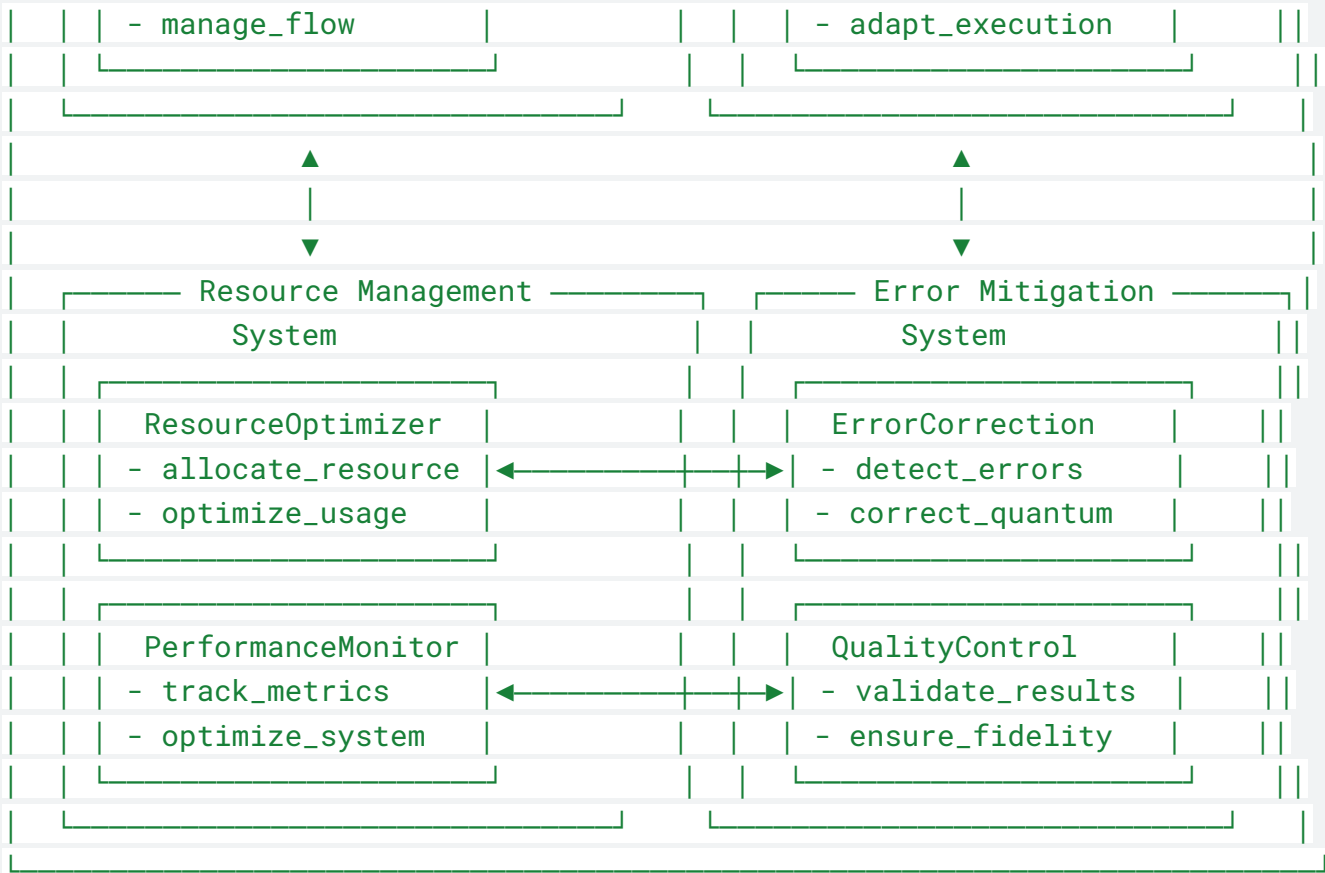 - manage_flow - adapt_execution
Resource Management Error Mitigation
System System
ResourceOptimizer ErrorCorrection
- allocate_resource - detect_errors
- optimize_usage - correct_quantum
PerformanceMonitor QualityControl
- track_metrics - validate_results
- optimize_system - ensure_fidelity